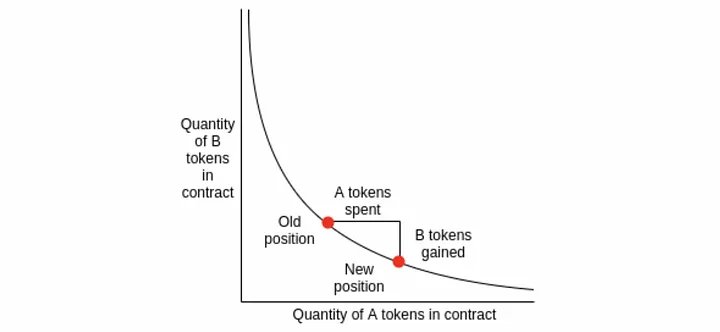 Quantity
of B
tokens
in
contract
A tokens
spent
Old
position
B tokens
gained
New
position
Quantity of A tokens in contract